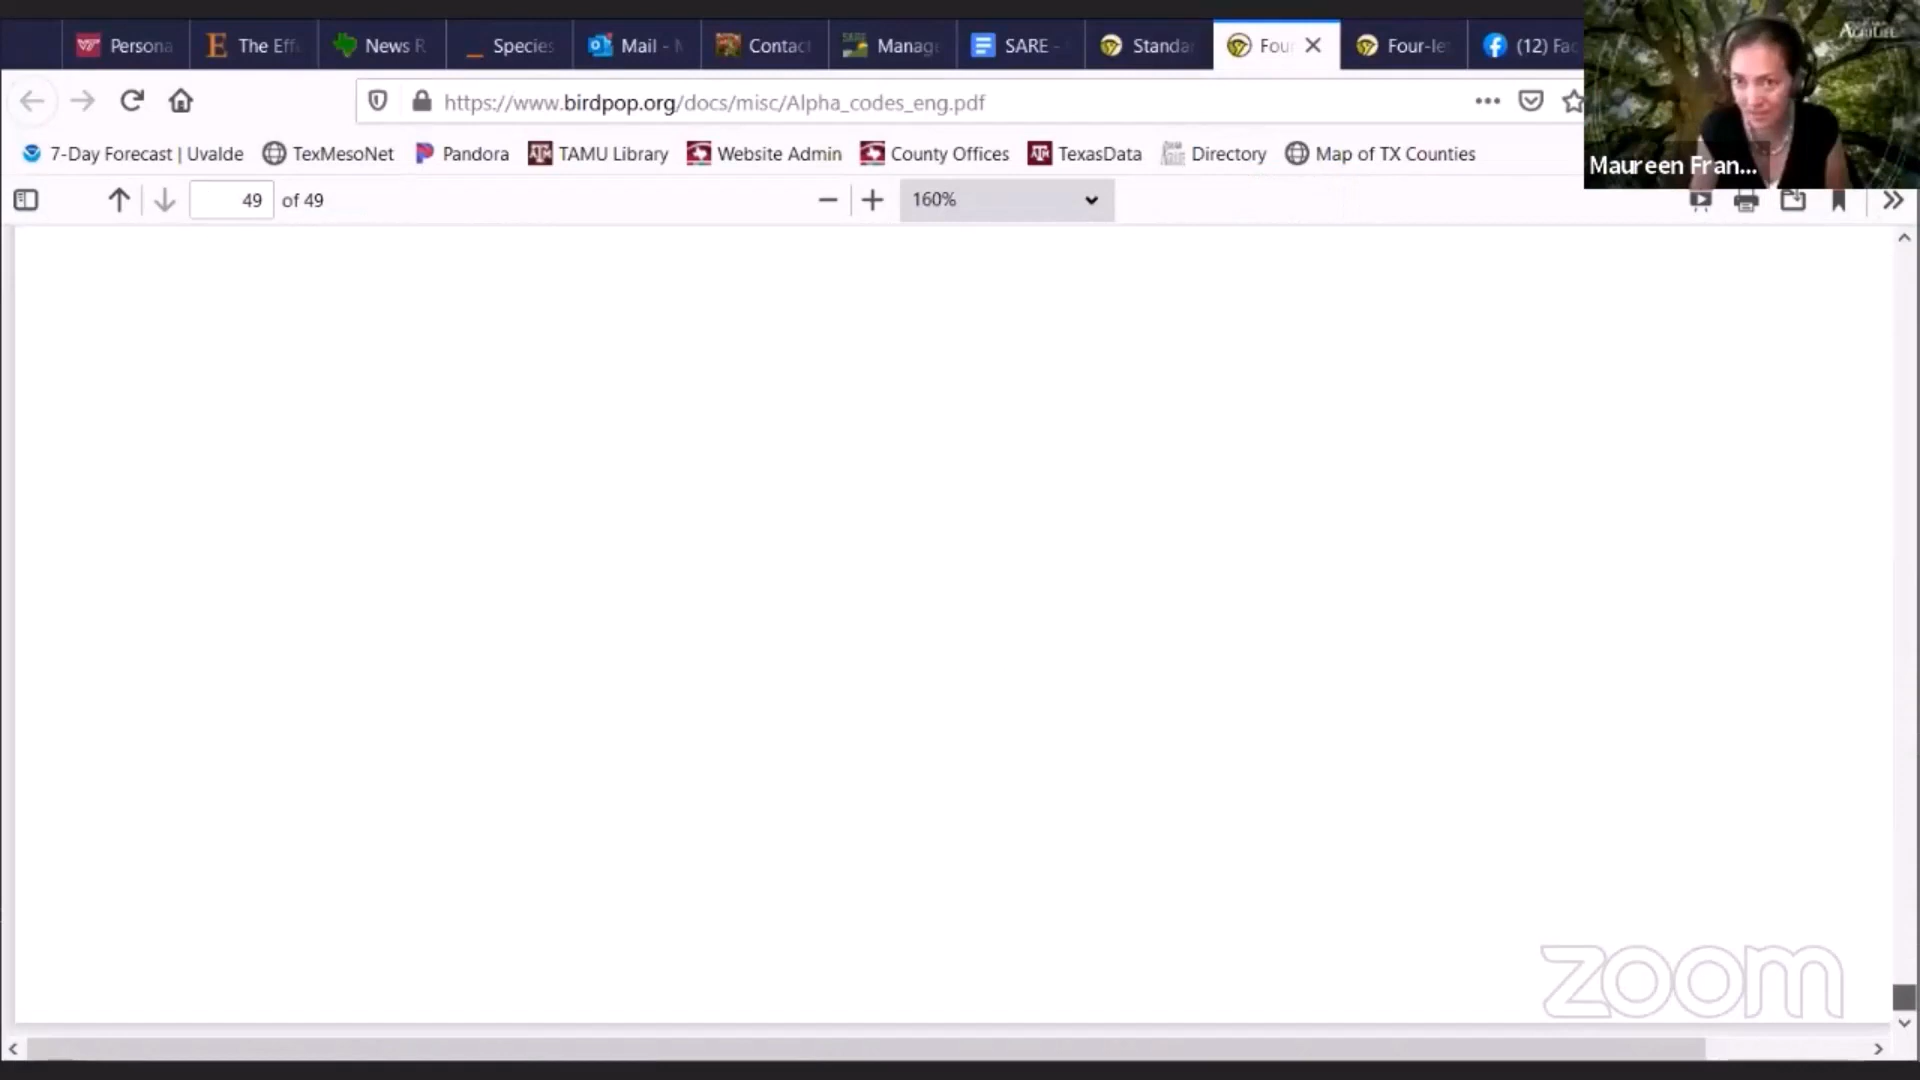 Persona
The Eff
News R
Species
Mail - M
Contac
Manag
SARE -
Standa
Four
Four-le
(12) Fac
AGRILIFE
https://www.birdpop.org/docs/misc/Alpha_codes_eng.pdf
7-Day Forecast | Uvalde
TexMesoNet
Pandora
TAMU Library
Website Admin
County Offices
TexasData
Directory
Map of TX Counties
Maureen Fran...
49 of 49
160%
zoom